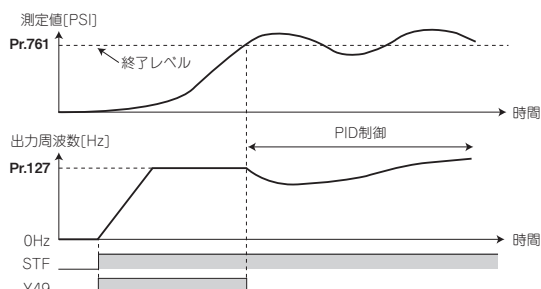 測定値[PSI]
Pr.761
終了レベル
時間
出力周波数[Hz]
PID制御
Pr.127
0Hz
時間
STF
Y49